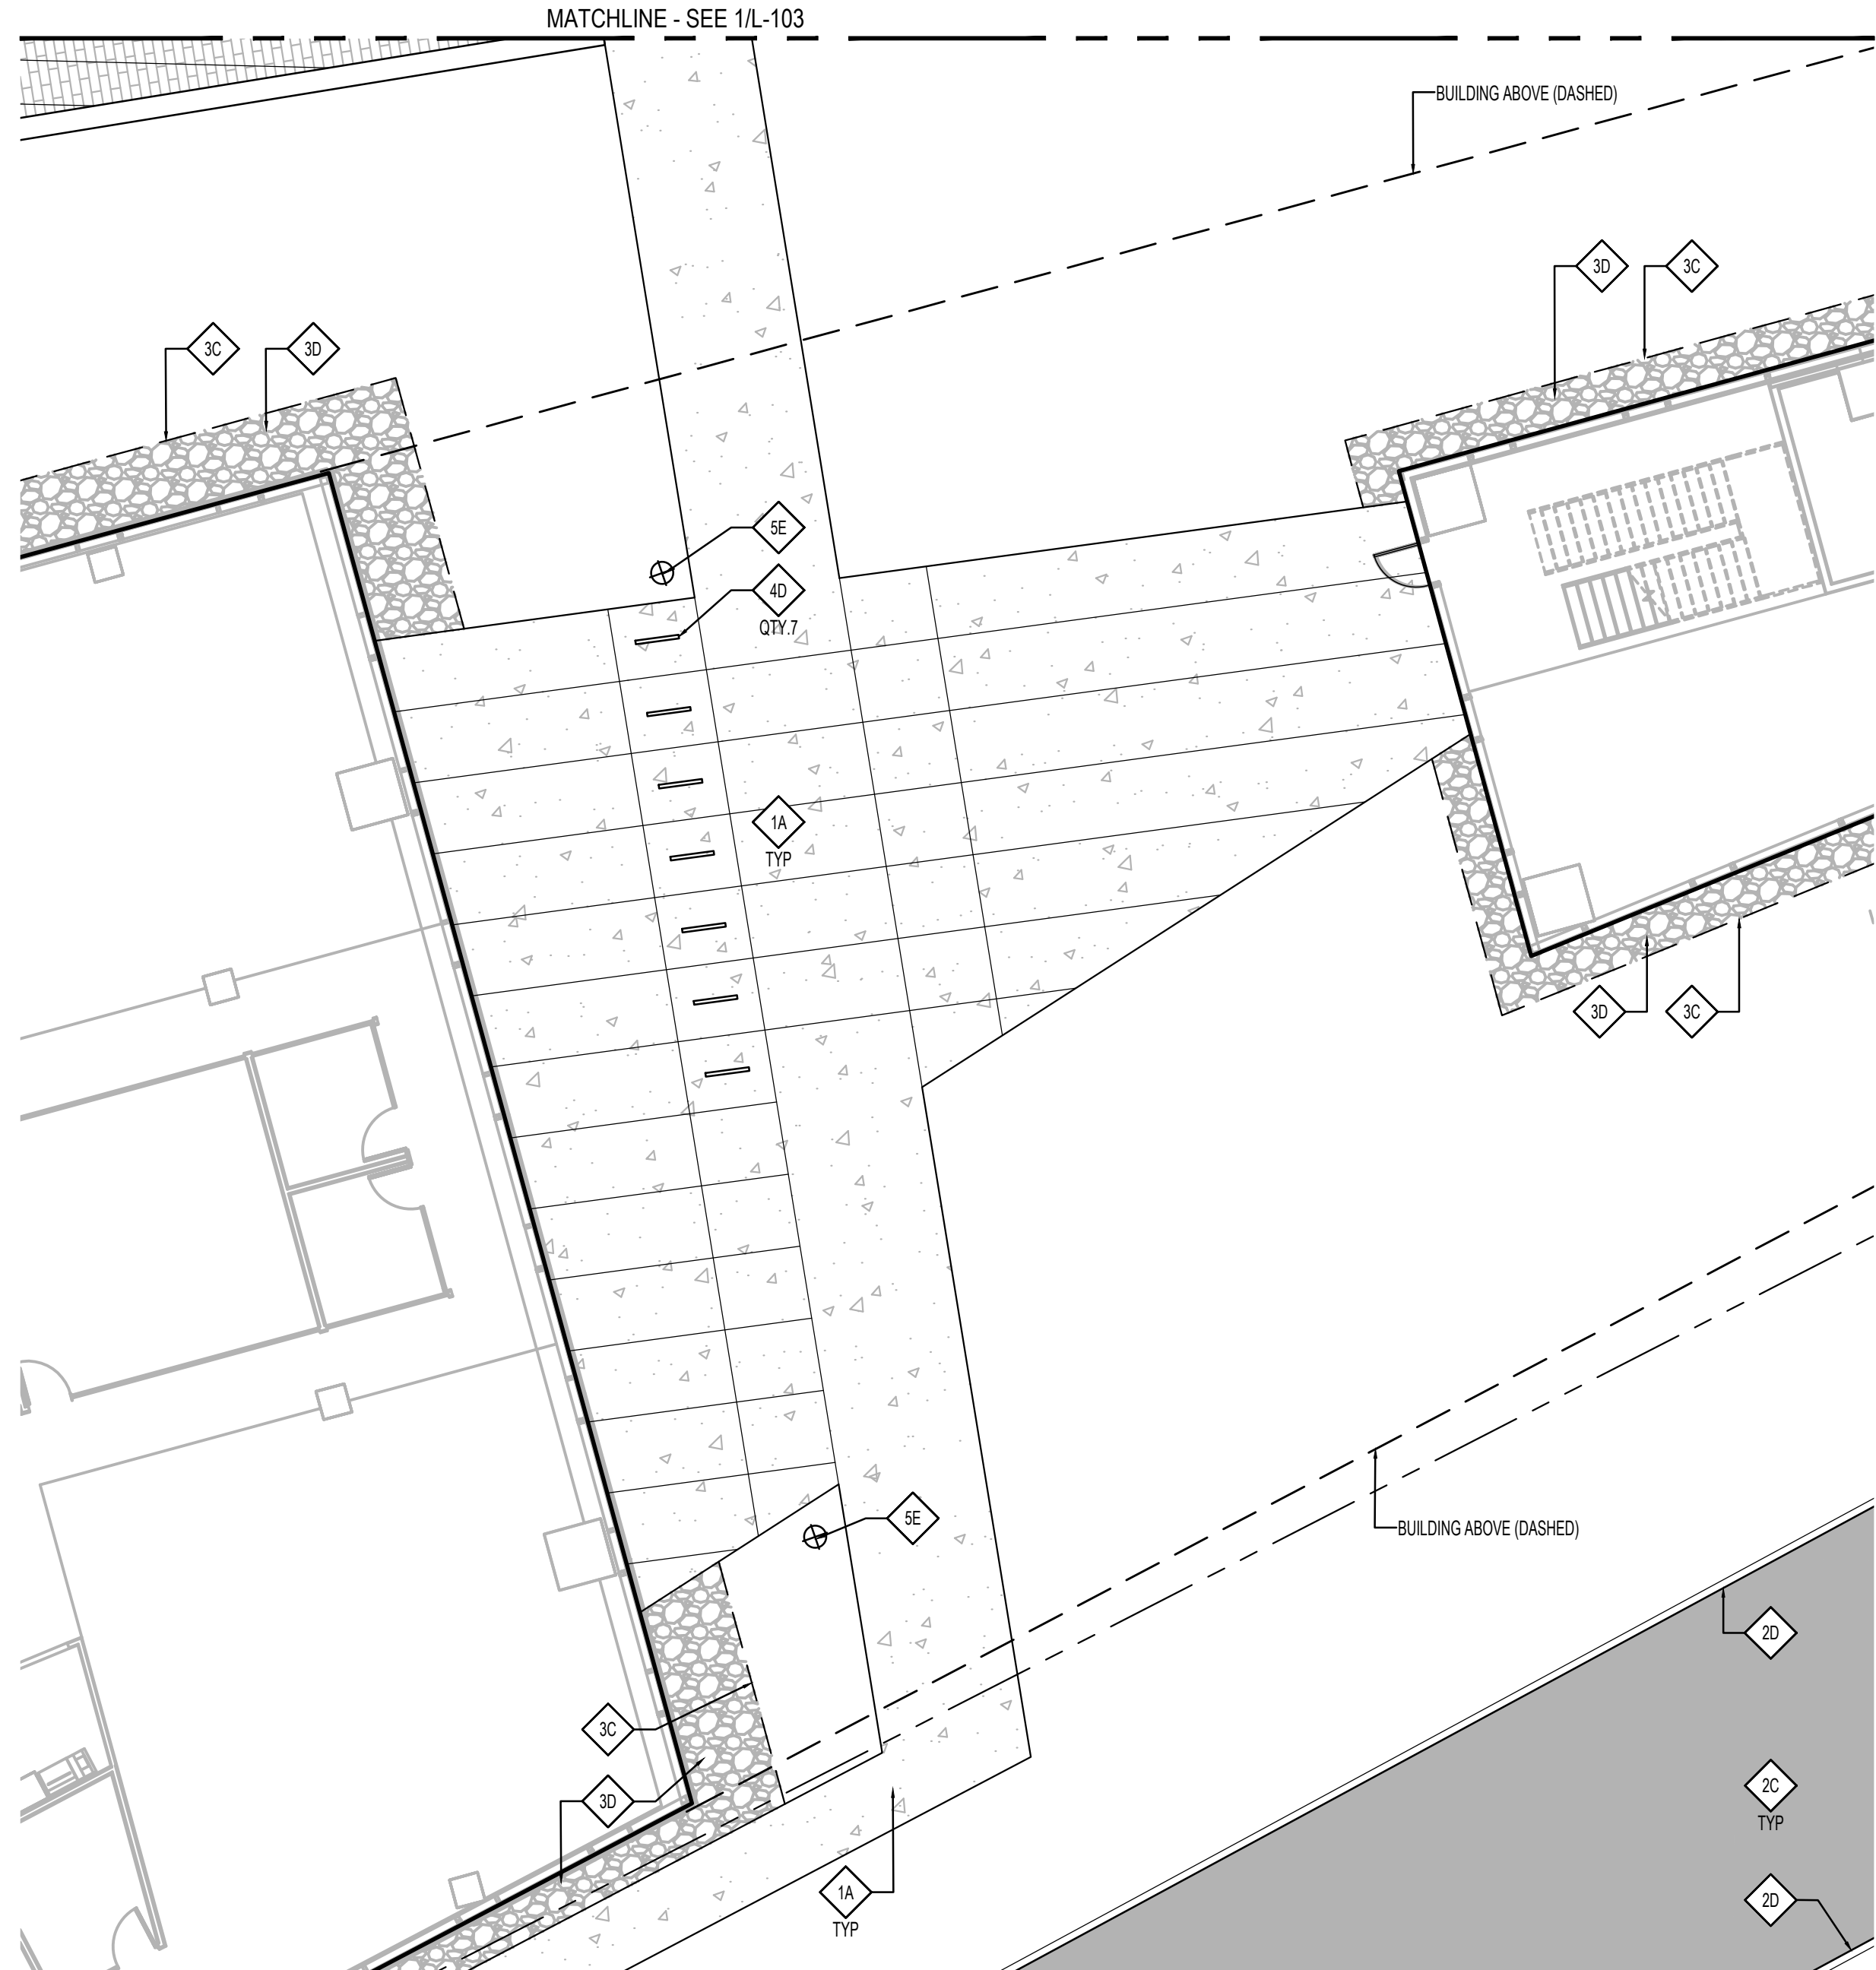 MATCHLINE - SEE 1/L-103
BUILDING ABOVE (DASHED)
3D
3C
3C
3D
5E
4D
QTY.7
1A
TYP
3D
3C
5E
BUILDING ABOVE (DASHED)
2D
3C
2C
TYP
3D
1A
TYP
2D